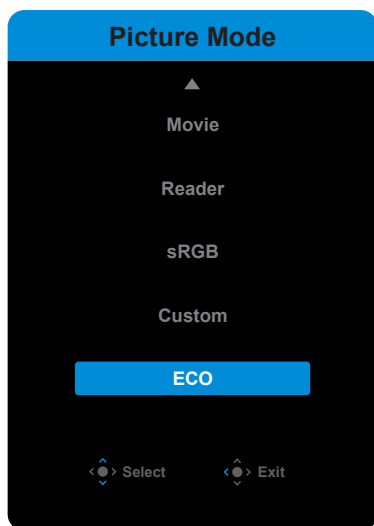 Picture Mode
Movie
Reader
sRGB
Custom
ECO
Select Exit